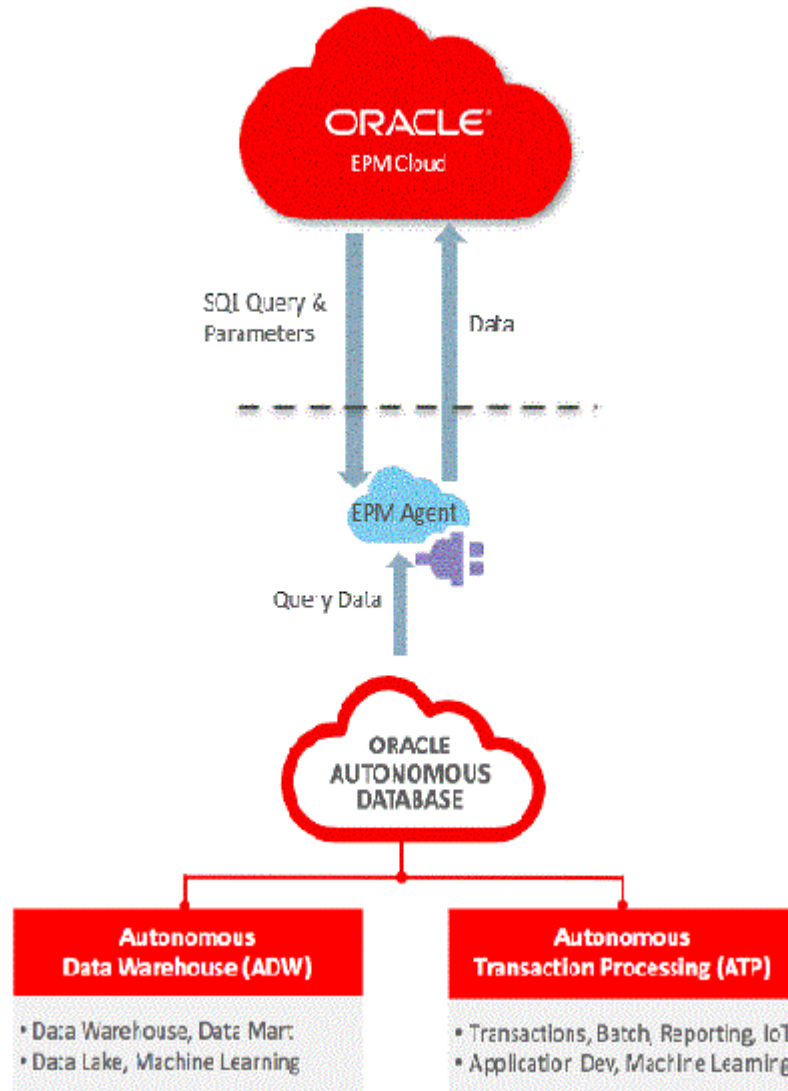 ORACLE®
EPM Cloud
SQL Query &
Parameters
Data
EPM Agent
Query Data
ORACLE
AUTONOMOUS
DATABASE
Autonomous
Data Warehouse (ADW)
Autonomous
Transaction Processing (ATP)
• Data Warehouse, Data Mart
• Data Lake, Machine Learning
• Transactions, Batch, Reporting, IoT
• Application Dev, Machine Learning